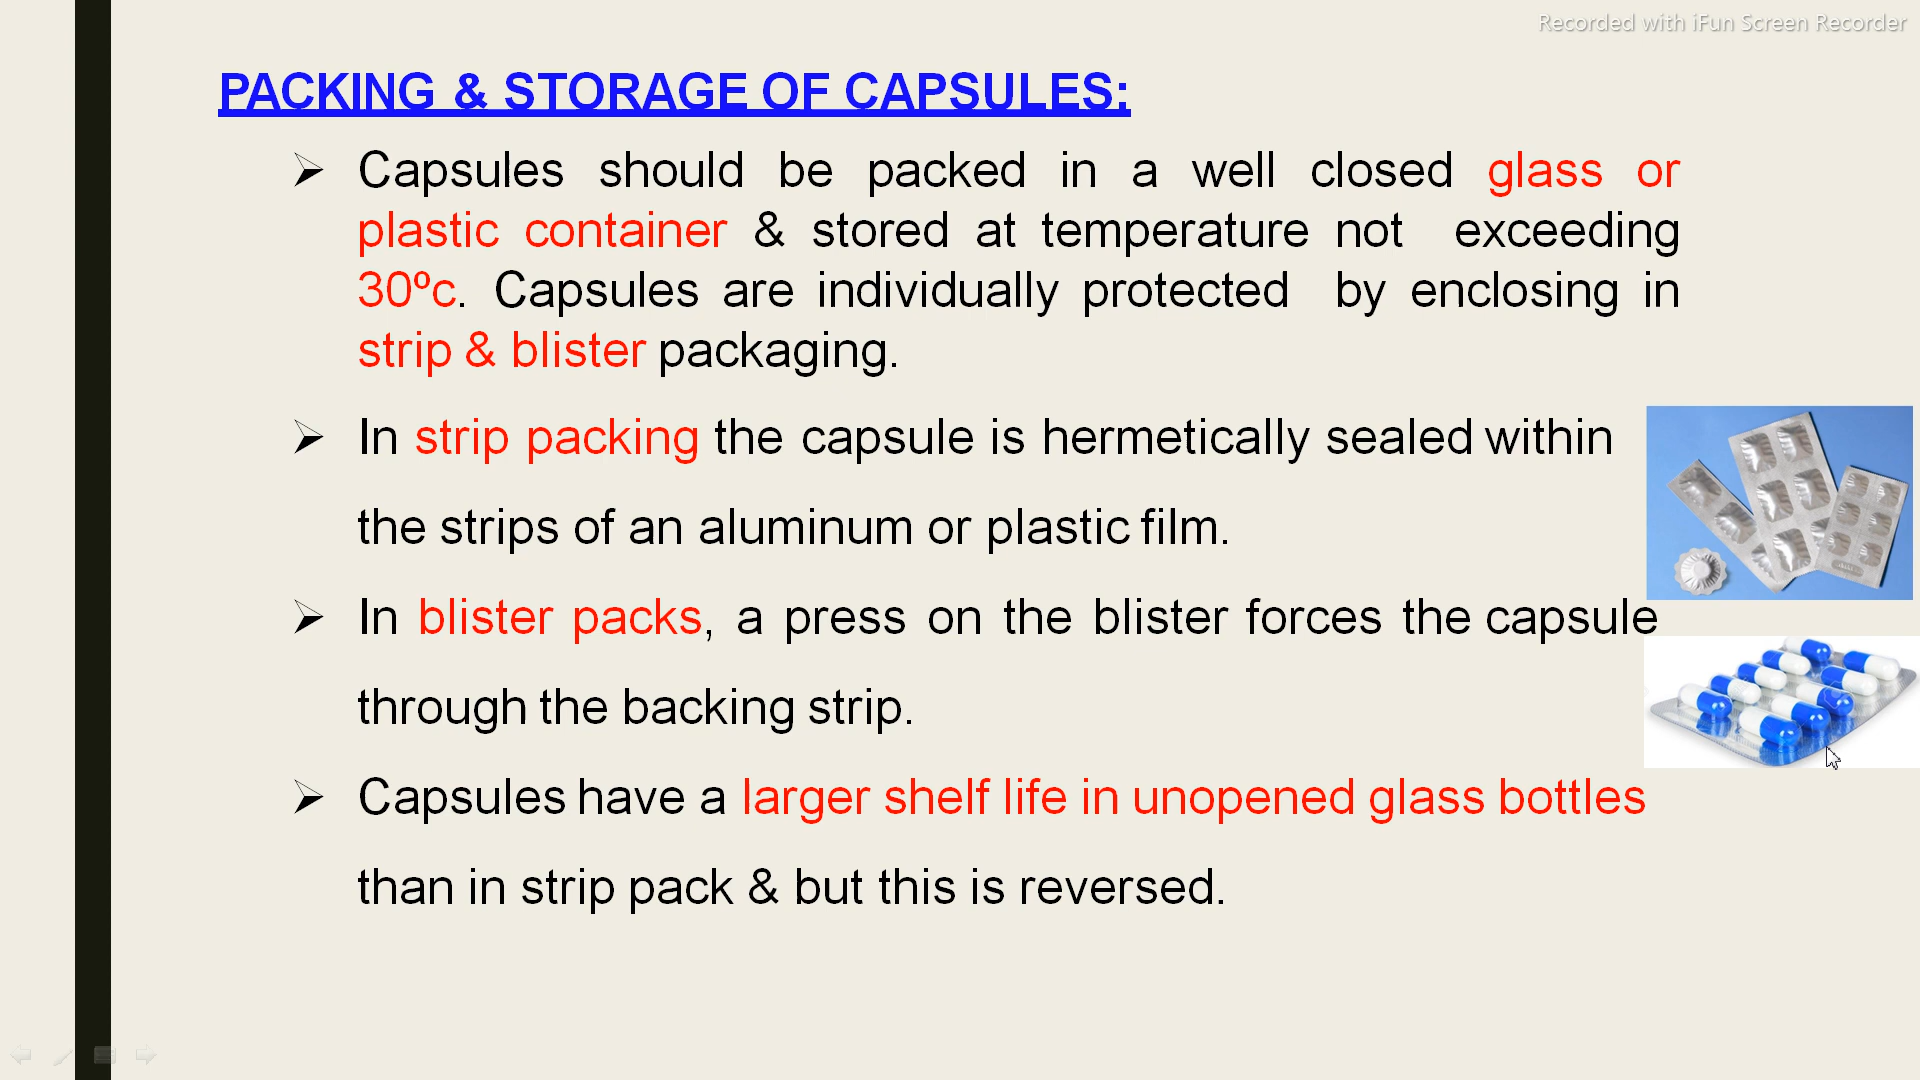 Recorded with iFun Screen Recorder
PACKING & STORAGE OF CAPSULES:
➢ Capsules should be packed in a well closed glass or
plastic container & stored at temperature not exceeding
30ºc. Capsules are individually protected by enclosing in
strip & blister packaging.
➢ In strip packing the capsule is hermetically sealed within
the strips of an aluminum or plastic film.
➢ In blister packs, a press on the blister forces the capsule
through the backing strip.
➢ Capsules have a larger shelf life in unopened glass bottles
than in strip pack & but this is reversed.